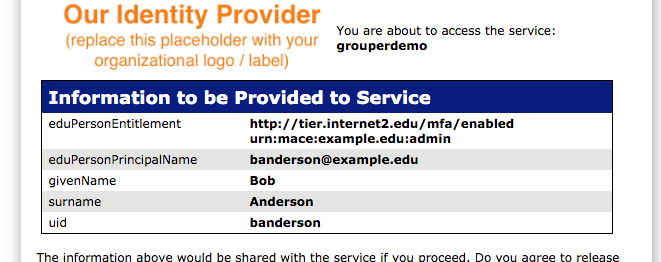 Our Identity Provider
(replace this placeholder with your
organizational logo / label)
You are about to access the service:
grouperdemo
Information to be Provided to Service
eduPersonEntitlement http://tier.internet2.edu/mfa/enabled
urn:mace:example.edu:admin
eduPersonPrincipalName banderson@example.edu
givenName Bob
surname Anderson
uid banderson
The information above would be shared with the service if you proceed. Do you agree to release